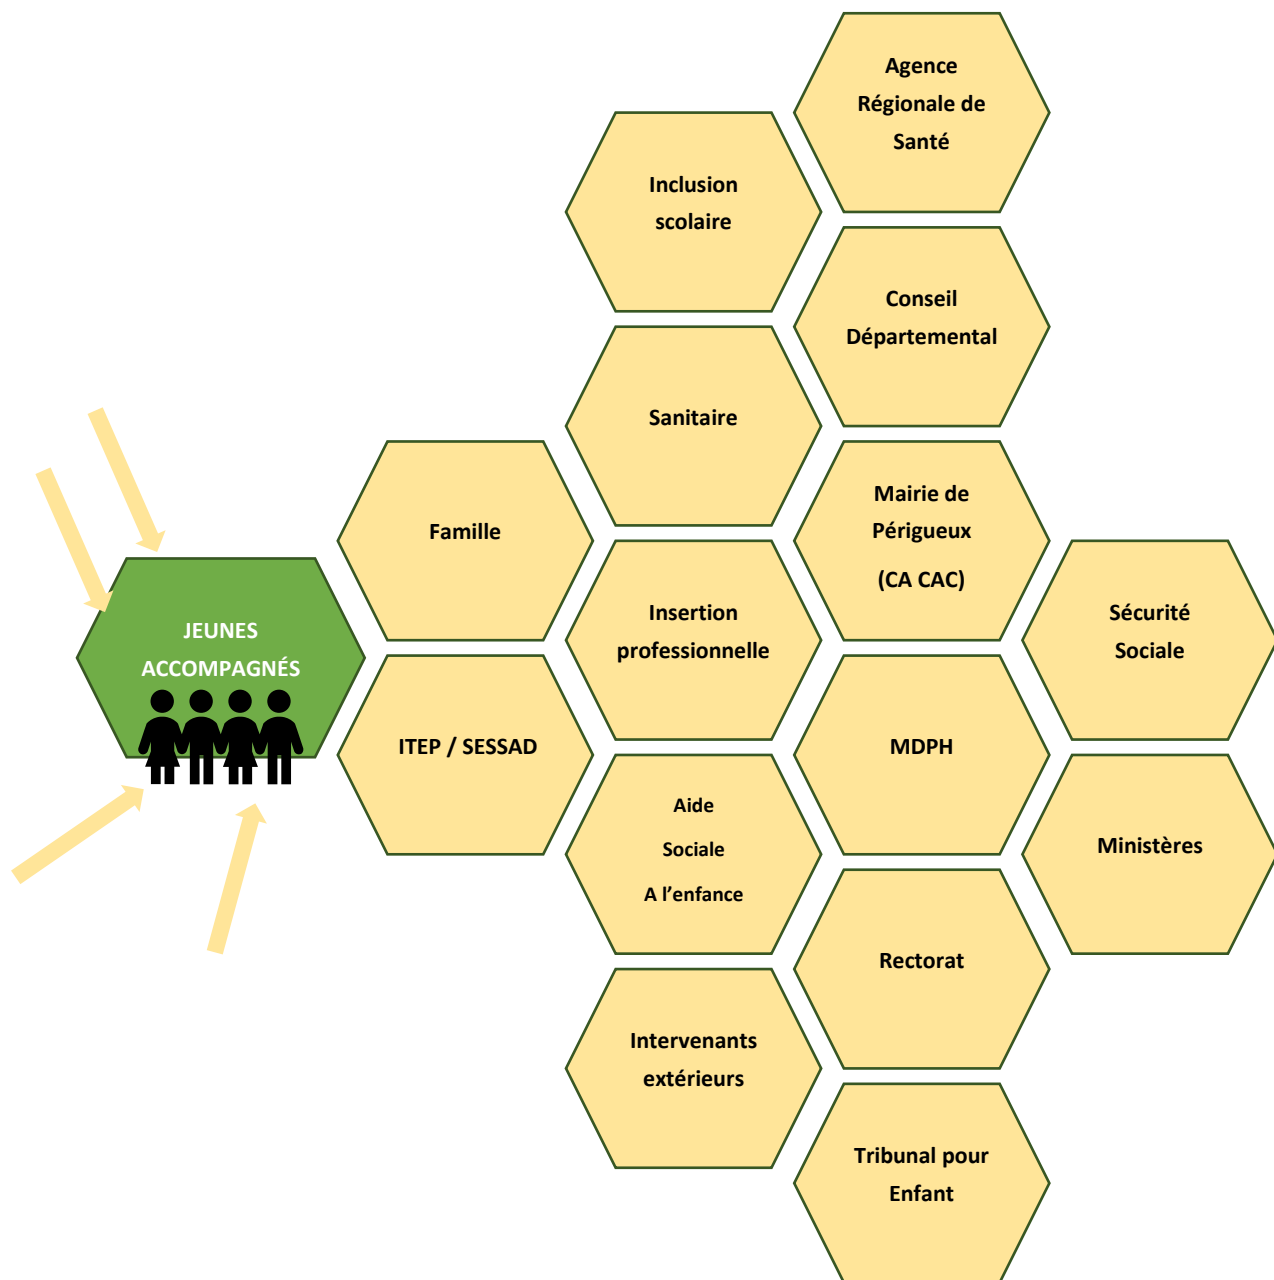 JEUNES
ACCOMPAGNÉS
Famille
ITEP / SESSAD
Inclusion
scolaire
Sanitaire
Insertion
professionnelle
Aide
Sociale
A l’enfance
Intervenants
extérieurs
Agence
Régionale de
Santé
Conseil
Départemental
Mairie de
Périgueux
(CA CAC)
MDPH
Rectorat
Tribunal pour
Enfant
Sécurité
Sociale
Ministères